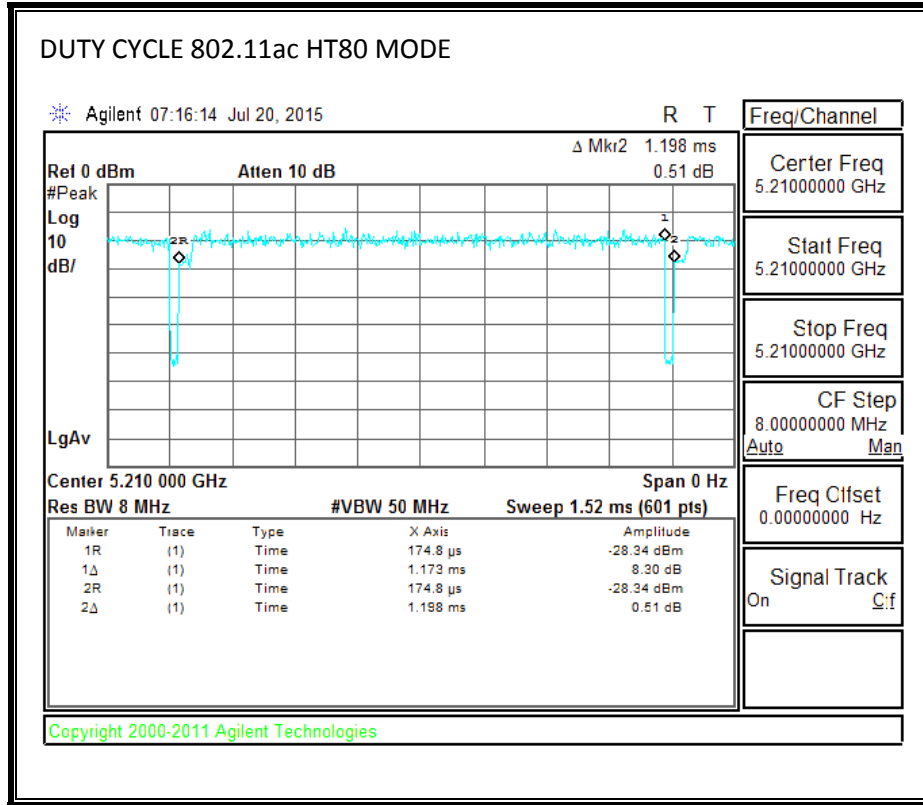 DUTY CYCLE 802.11ac HT80 MODE
Agilent 07:16:14 Jul 20, 2015 R T
Freq/Channel
Δ Mkr2 1.198 ms
Ref 0 dBm Atten 10 dB 0.51 dB
#Peak
Log
10
dB/
1
2R
2
LgAv
Center 5.210 000 GHz Span 0 Hz
Res BW 8 MHz #VBW 50 MHz Sweep 1.52 ms (601 pts)
Marker Trace Type X Axis Amplitude
1R (1) Time 174.8 µs -28.34 dBm
1Δ (1) Time 1.173 ms 8.30 dB
2R (1) Time 174.8 µs -28.34 dBm
2Δ (1) Time 1.198 ms 0.51 dB
Center Freq
5.21000000 GHz
Start Freq
5.21000000 GHz
Stop Freq
5.21000000 GHz
CF Step
8.00000000 MHz
Auto Man
Freq Offset
0.00000000 Hz
Signal Track
On Off
Copyright 2000-2011 Agilent Technologies